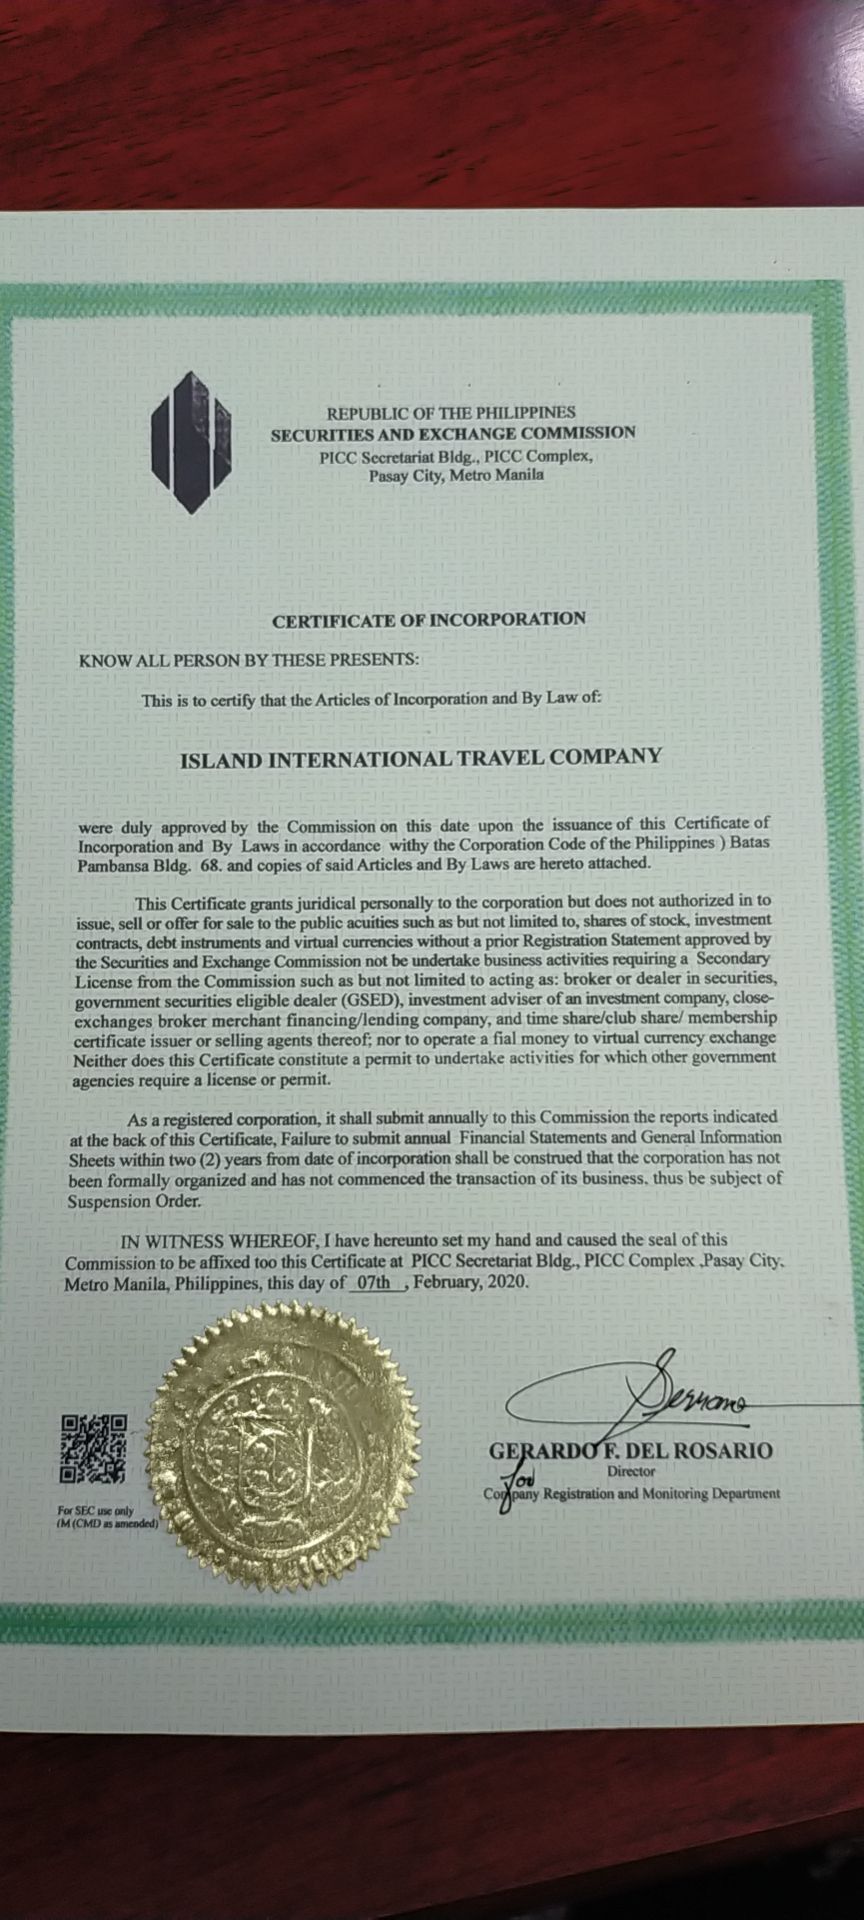 REPUBLIC OF THE PHILIPPINES
SECURITIES AND EXCHANGE COMMISSION
PICC Secretariat Bldg., PICC Complex,
Pasay City, Metro Manila
CERTIFICATE OF INCORPORATION
KNOW ALL PERSON BY THESE PRESENTS:
This is to certify that the Articles of Incorporation and By Law of:
ISLAND INTERNATIONAL TRAVEL COMPANY
were duly approved by the Commission on this date upon the issuance of this Certificate of
Incorporation and By Laws in accordance withy the Corporation Code of the Philippines ) Batas
Pambansa Bldg. 68. and copies of said Articles and By Laws are hereto attached.
This Certificate grants juridical personally to the corporation but does not authorized in to
issue, sell or offer for sale to the public acuities such as but not limited to, shares of stock, investment
contracts, debt instruments and virtual currencies without a prior Registration Statement approved by
the Securities and Exchange Commission not be undertake business activities requiring a Secondary
License from the Commission such as but not limited to acting as: broker or dealer in securities,
government securities eligible dealer (GSED), investment adviser of an investment company, close-
exchanges broker merchant financing/lending company, and time share/club share/ membership
certificate issuer or selling agents thereof; nor to operate a fial money to virtual currency exchange
Neither does this Certificate constitute a permit to undertake activities for which other government
agencies require a license or permit.
As a registered corporation, it shall submit annually to this Commission the reports indicated
at the back of this Certificate, Failure to submit annual Financial Statements and General Information
Sheets within two (2) years from date of incorporation shall be construed that the corporation has not
been formally organized and has not commenced the transaction of its business. thus be subject of
Suspension Order.
IN WITNESS WHEREOF, I have hereunto set my hand and caused the seal of this
Commission to be affixed too this Certificate at PICC Secretariat Bldg., PICC Complex ,Pasay City.
Metro Manila, Philippines, this day of 07th , February, 2020.
GERARDO F. DEL ROSARIO
Director
for
Company Registration and Monitoring Department
For SEC use only
(M (CMD as amended)